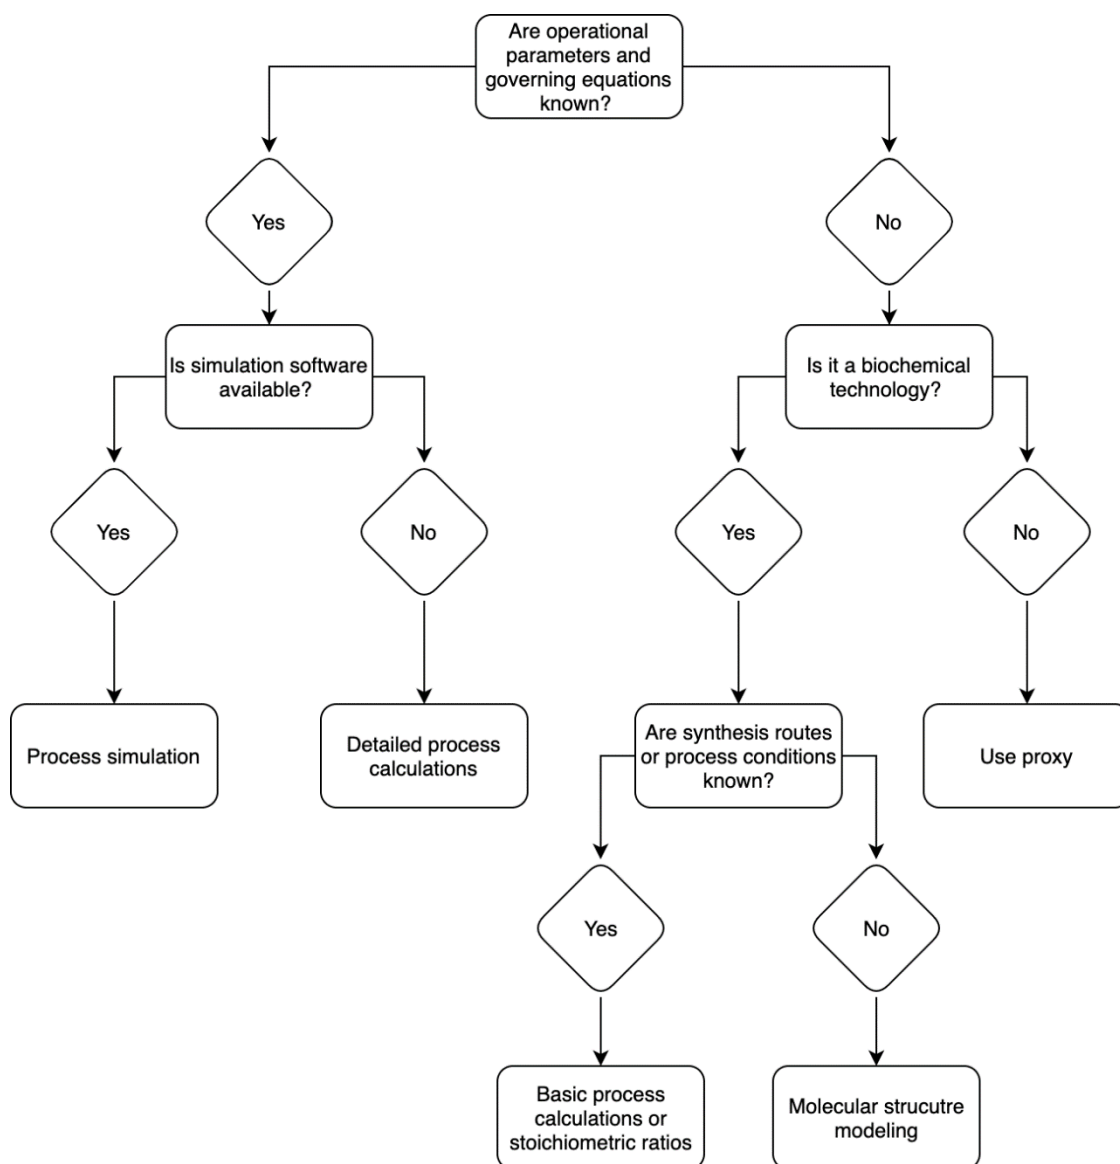 Are operational
parameters and
governing equations
known?
Yes
No
Is simulation software
available?
Is it a biochemical
technology?
Yes
No
Yes
No
Process simulation
Detailed process
calculations
Are synthesis routes
or process conditions
known?
Use proxy
Yes
No
Basic process
calculations or
stoichiometric ratios
Molecular strucutre
modeling